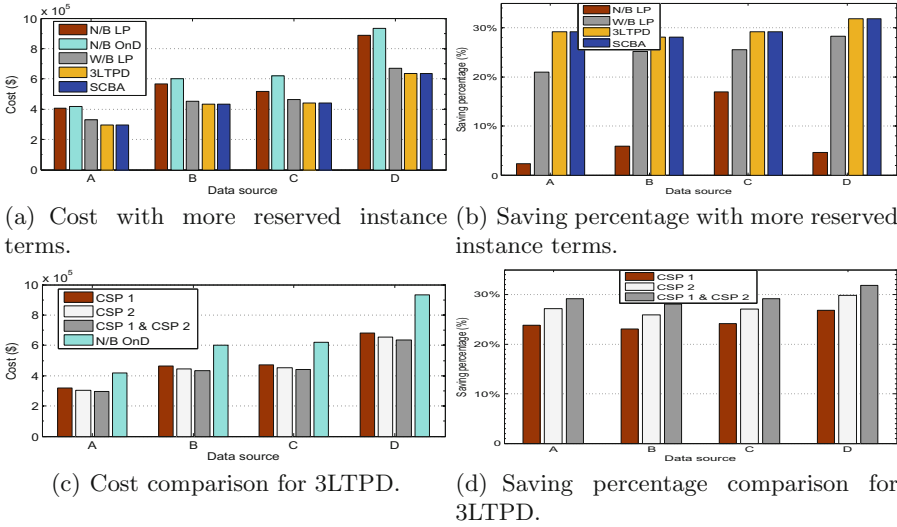 x 10⁵
10
8
6
4
2
0
Cost ($)
N/B LP
N/B OnD
W/B LP
3LTPD
SCBA
A B C D
Data source
30%
20%
10%
0
Saving percentage (%)
N/B LP
W/B LP
3LTPD
SCBA
A B C D
Data source
(a) Cost with more reserved instance terms.
(b) Saving percentage with more reserved instance terms.
x 10⁵
10
8
6
4
2
0
Cost ($)
CSP 1
CSP 2
CSP 1 & CSP 2
N/B OnD
A B C D
Data source
30%
20%
10%
0
Saving percentage (%)
CSP 1
CSP 2
CSP 1 & CSP 2
A B C D
Data source
(c) Cost comparison for 3LTPD.
(d) Saving percentage comparison for 3LTPD.